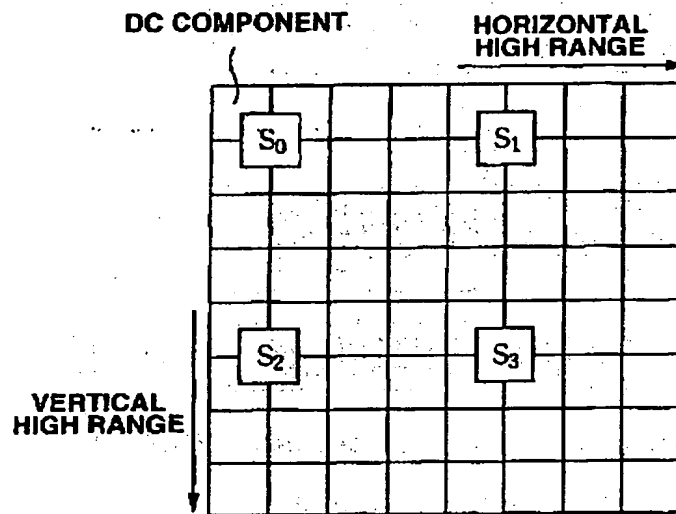 DC COMPONENT
HORIZONTAL
HIGH RANGE
S₀
S₁
S₂
S₃
VERTICAL
HIGH RANGE